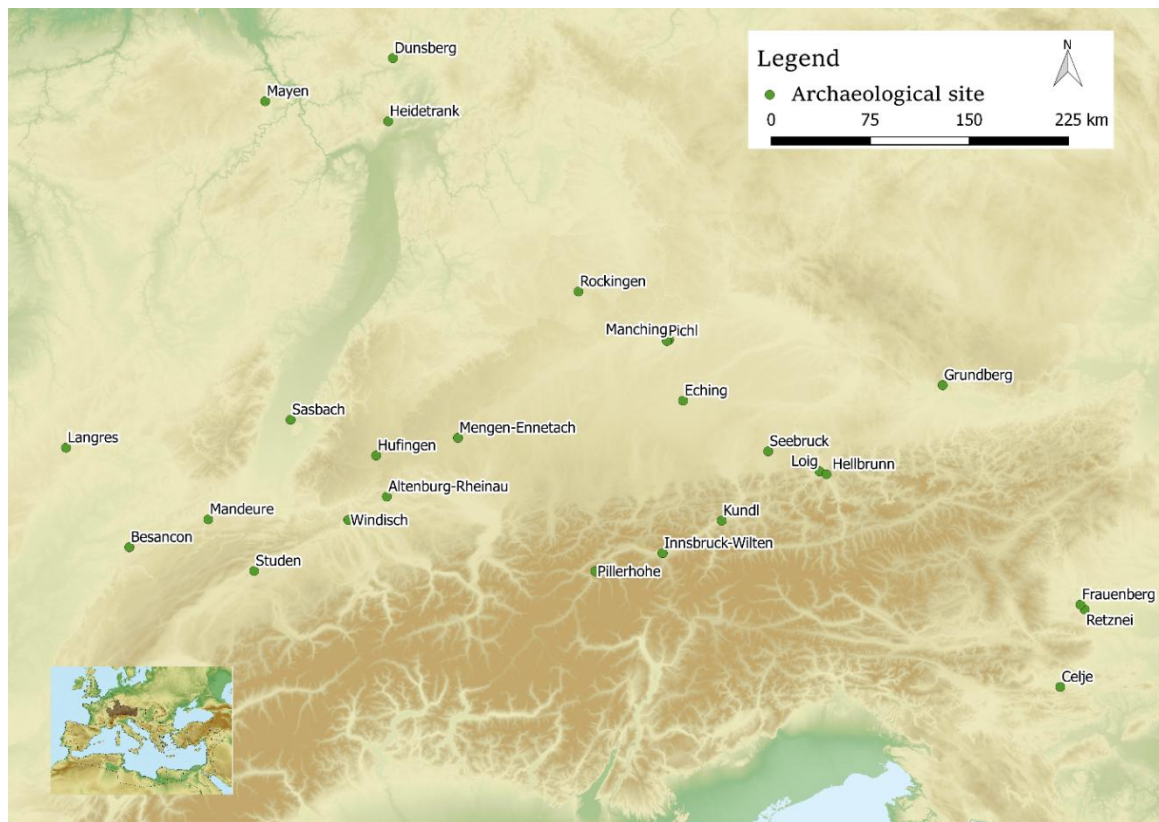 Dunsberg
Legend
N
Mayen
Archaeological site
Heidetrank
0 75 150 225 km
Rockingen
Manching Pichl
Grundberg
Eching
Sasbach
Mengen-Ennetach
Langres
Hufingen
Seebruck
Loig
Hellbrunn
Altenburg-Rheinau
Mandeure
Windisch
Kundl
Besancon
Innsbruck-Wilten
Studen
Pillerhohe
Frauenberg
Retznei
Celje